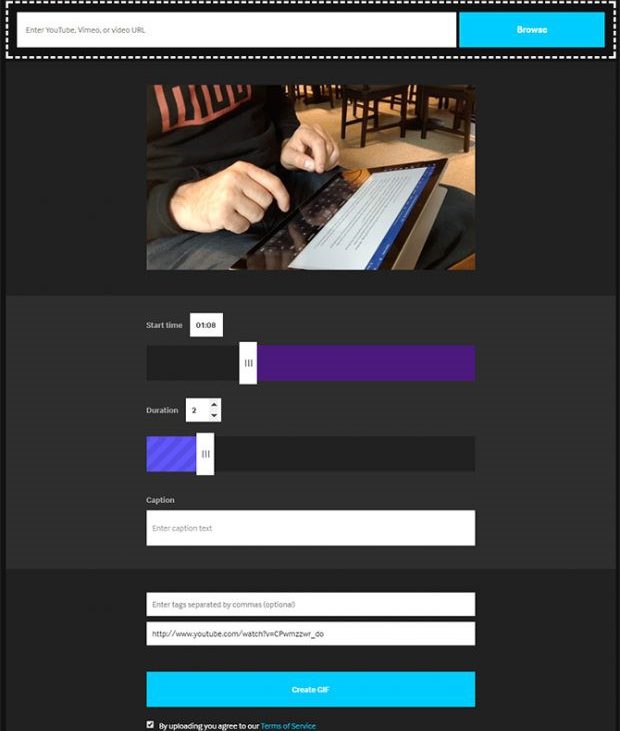 Enter YouTube, Vimeo, or video URL
Browse
Start time 01:08
Duration 2
Caption
Enter caption text
Enter tags separated by commas (optional)
http://www.youtube.com/watch?v=CPwmzzwr_do
Create GIF
By uploading you agree to our Terms of Service